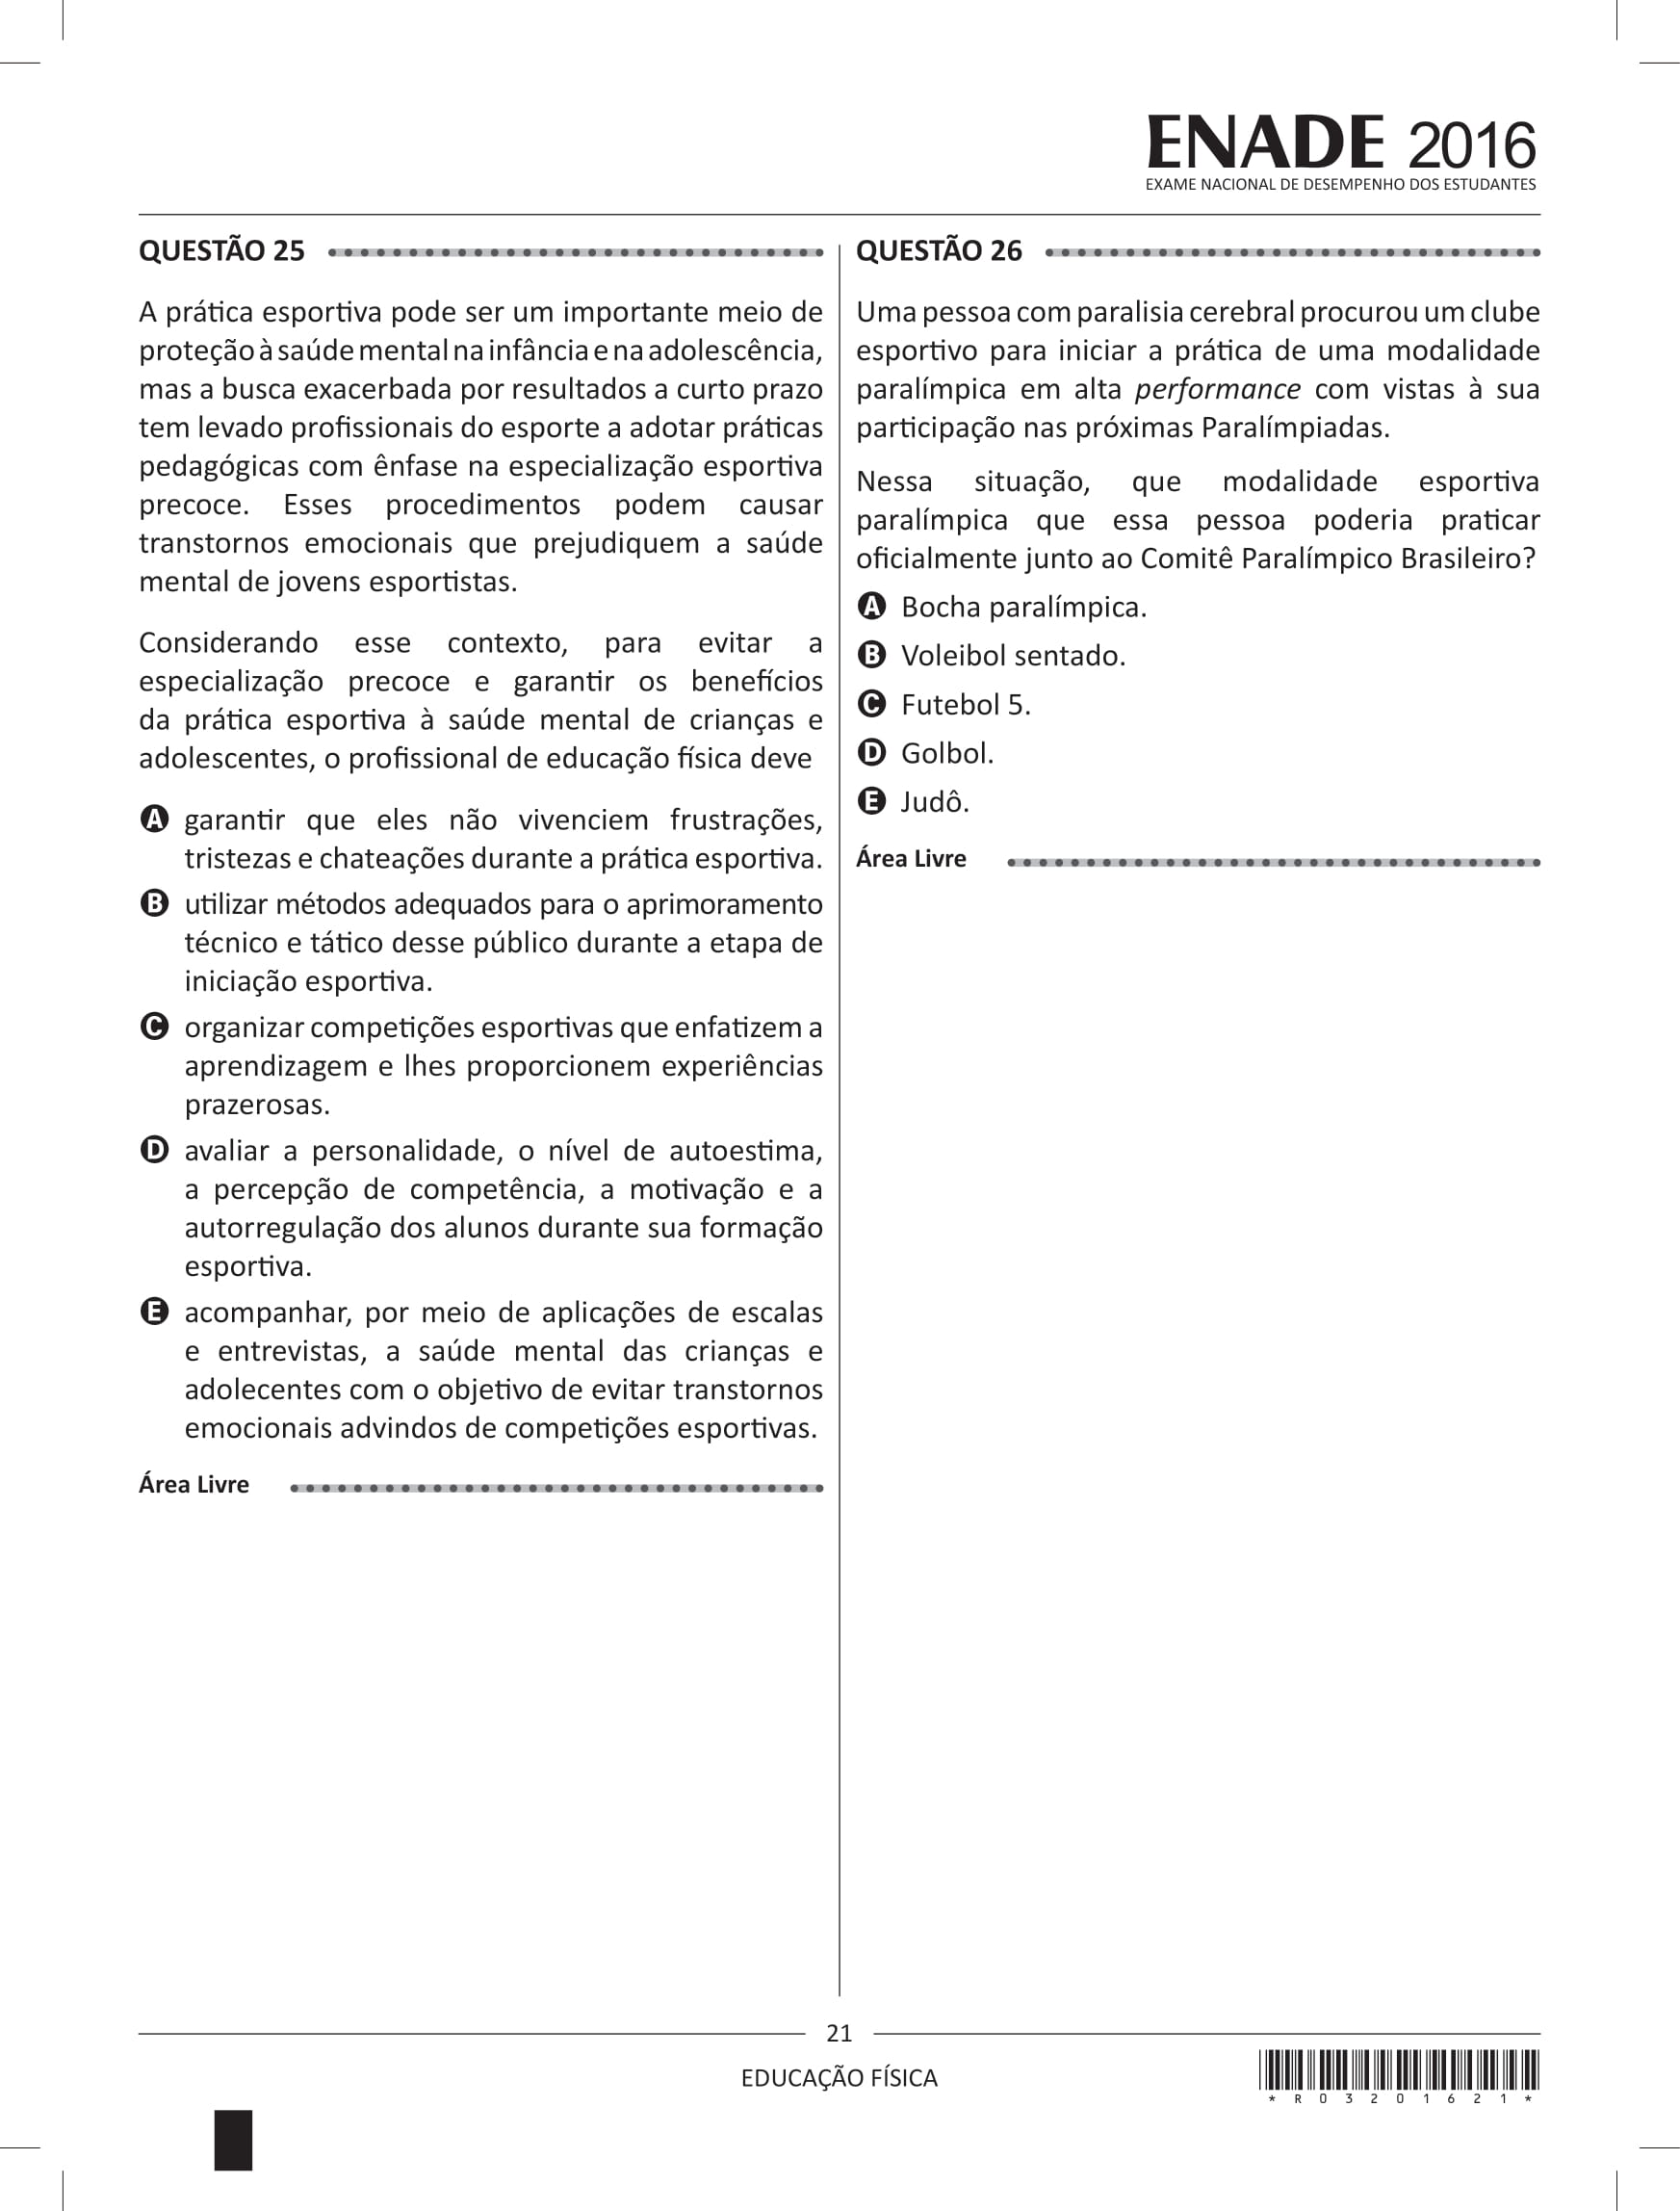 ENADE 2016
EXAME NACIONAL DE DESEMPENHO DOS ESTUDANTES
QUESTÃO 25
A prática esportiva pode ser um importante meio de
proteção à saúde mental na infância e na adolescência,
mas a busca exacerbada por resultados a curto prazo
tem levado profissionais do esporte a adotar práticas
pedagógicas com ênfase na especialização esportiva
precoce. Esses procedimentos podem causar
transtornos emocionais que prejudiquem a saúde
mental de jovens esportistas.
Considerando esse contexto, para evitar a
especialização precoce e garantir os benefícios
da prática esportiva à saúde mental de crianças e
adolescentes, o profissional de educação física deve
A garantir que eles não vivenciem frustrações,
tristezas e chateações durante a prática esportiva.
B utilizar métodos adequados para o aprimoramento
técnico e tático desse público durante a etapa de
iniciação esportiva.
C organizar competições esportivas que enfatizem a
aprendizagem e lhes proporcionem experiências
prazerosas.
D avaliar a personalidade, o nível de autoestima,
a percepção de competência, a motivação e a
autorregulação dos alunos durante sua formação
esportiva.
E acompanhar, por meio de aplicações de escalas
e entrevistas, a saúde mental das crianças e
adolecentes com o objetivo de evitar transtornos
emocionais advindos de competições esportivas.
Área Livre
QUESTÃO 26
Uma pessoa com paralisia cerebral procurou um clube
esportivo para iniciar a prática de uma modalidade
paralímpica em alta performance com vistas à sua
participação nas próximas Paralímpiadas.
Nessa situação, que modalidade esportiva
paralímpica que essa pessoa poderia praticar
oficialmente junto ao Comitê Paralímpico Brasileiro?
A Bocha paralímpica.
B Voleibol sentado.
C Futebol 5.
D Golbol.
E Judô.
Área Livre
21
EDUCAÇÃO FÍSICA
* R 0 3 2 0 1 6 2 1 *